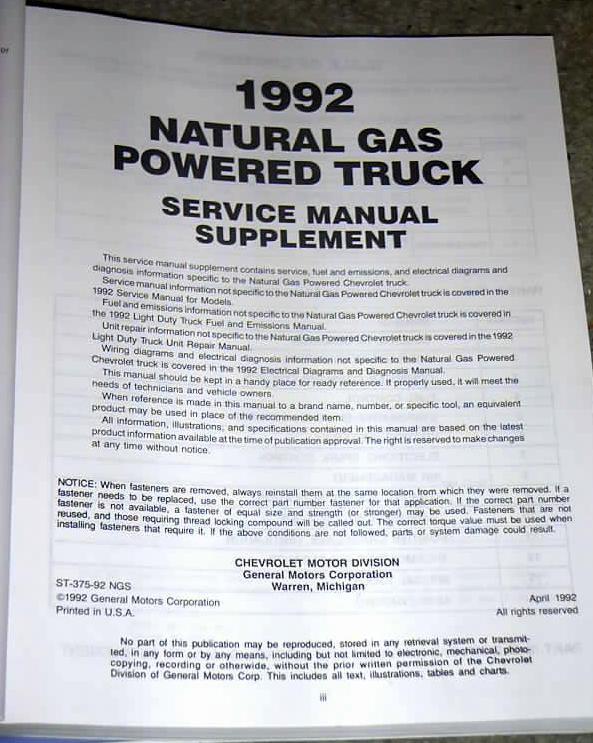 1992
NATURAL GAS
POWERED TRUCK
SERVICE MANUAL
SUPPLEMENT
This service manual supplement contains service, fuel and emissions, and electrical diagrams and
diagnosis information specific to the Natural Gas Powered Chevrolet truck.
Service manual information not specific to the Natural Gas Powered Chevrolet truck is covered in the
1992 Service Manual for Models.
Fuel and emissions information not specific to the Natural Gas Powered Chevrolet truck is covered in
the 1992 Light Duty Truck Fuel and Emissions Manual.
Unit repair information not specific to the Natural Gas Powered Chevrolet truck is covered in the 1992
Light Duty Truck Unit Repair Manual.
Wiring diagrams and electrical diagnosis information not specific to the Natural Gas Powered
Chevrolet truck is covered in the 1992 Electrical Diagrams and Diagnosis Manual.
This manual should be kept in a handy place for ready reference. If properly used, it will meet the
needs of technicians and vehicle owners.
When reference is made in this manual to a brand name, number, or specific tool, an equivalent
product may be used in place of the recommended item.
All information, illustrations, and specifications contained in this manual are based on the latest
product information available at the time of publication approval. The right is reserved to make changes
at any time without notice.
NOTICE: When fasteners are removed, always reinstall them at the same location from which they were removed. If a
fastener needs to be replaced, use the correct part number fastener for that application. If the correct part number
fastener is not available, a fastener of equal size and strength (or stronger) may be used. Fasteners that are not
reused, and those requiring thread locking compound will be called out. The correct torque value must be used when
installing fasteners that require it. If the above conditions are not followed, parts or system damage could result.
CHEVROLET MOTOR DIVISION
General Motors Corporation
Warren, Michigan
ST-375-92 NGS
©1992 General Motors Corporation
Printed in U.S.A.
April 1992
All rights reserved
No part of this publication may be reproduced, stored in any retrieval system or transmit-
ted, in any form or by any means, including but not limited to electronic, mechanical, photo-
copying, recording or otherwise, without the prior written permission of the Chevrolet
Division of General Motors Corp. This includes all text, illustrations, tables and charts.
iii